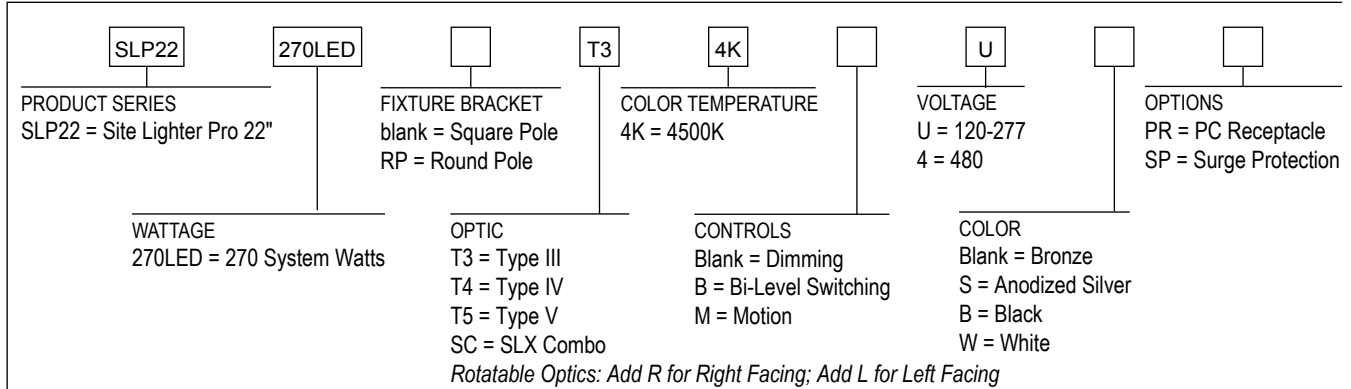 SLP22 270LED T3 4K U
PRODUCT SERIES
SLP22 = Site Lighter Pro 22"
FIXTURE BRACKET
blank = Square Pole
RP = Round Pole
COLOR TEMPERATURE
4K = 4500K
VOLTAGE
U = 120-277
4 = 480
OPTIONS
PR = PC Receptacle
SP = Surge Protection
WATTAGE
270LED = 270 System Watts
OPTIC
T3 = Type III
T4 = Type IV
T5 = Type V
SC = SLX Combo
Rotatable Optics: Add R for Right Facing; Add L for Left Facing
CONTROLS
Blank = Dimming
B = Bi-Level Switching
M = Motion
COLOR
Blank = Bronze
S = Anodized Silver
B = Black
W = White